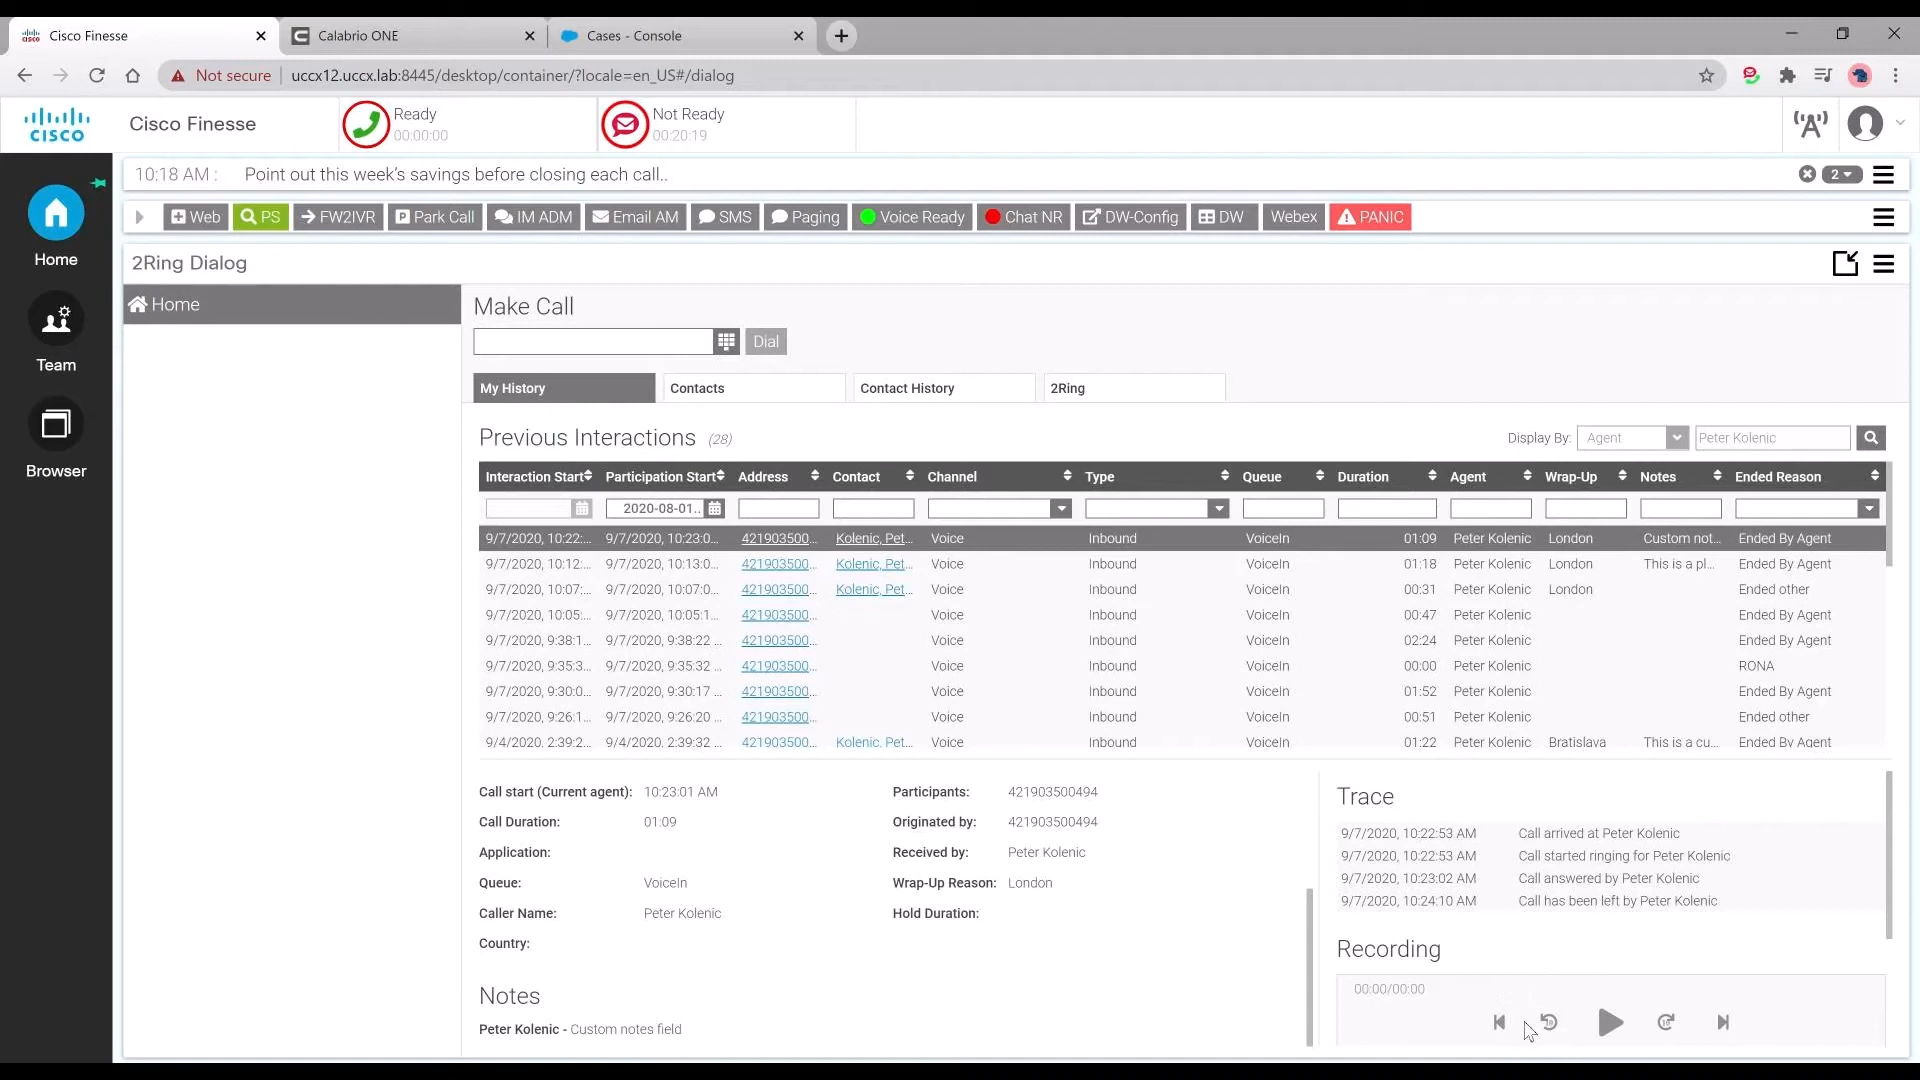 Cisco Finesse
Calabrio ONE
Cases - Console
Not secure
uccx12.uccx.lab:8445/desktop/container/?locale=en_US#/dialog
cisco
Cisco Finesse
Ready
00:00:00
Not Ready
00:20:19
10:18 AM :
Point out this week's savings before closing each call..
2
Web
PS
FW2IVR
Park Call
IM ADM
Email AM
SMS
Paging
Voice Ready
Chat NR
DW-Config
DW
Webex
PANIC
Home
Team
Browser
2Ring Dialog
Home
Make Call
Dial
My History
Contacts
Contact History
2Ring
Previous Interactions (28)
Display By: Agent Peter Kolenic
Interaction Start Participation Start Address Contact Channel Type Queue Duration Agent Wrap-Up Notes Ended Reason
2020-08-01..
9/7/2020, 10:22:... 9/7/2020, 10:23:0... 421903500... Kolenic, Pet... Voice Inbound VoiceIn 01:09 Peter Kolenic London Custom not... Ended By Agent
9/7/2020, 10:12:... 9/7/2020, 10:13:0... 421903500... Kolenic, Pet... Voice Inbound VoiceIn 01:18 Peter Kolenic London This is a pl... Ended By Agent
9/7/2020, 10:07:... 9/7/2020, 10:07:0... 421903500... Kolenic, Pet... Voice Inbound VoiceIn 00:31 Peter Kolenic London Ended other
9/7/2020, 10:05:... 9/7/2020, 10:05:1... 421903500... Voice Inbound VoiceIn 00:47 Peter Kolenic Ended By Agent
9/7/2020, 9:38:1... 9/7/2020, 9:38:22 ... 421903500... Voice Inbound VoiceIn 02:24 Peter Kolenic Ended By Agent
9/7/2020, 9:35:3... 9/7/2020, 9:35:32 ... 421903500... Voice Inbound VoiceIn 00:00 Peter Kolenic RONA
9/7/2020, 9:30:0... 9/7/2020, 9:30:17 ... 421903500... Voice Inbound VoiceIn 01:52 Peter Kolenic Ended By Agent
9/7/2020, 9:26:1... 9/7/2020, 9:26:20 ... 421903500... Voice Inbound VoiceIn 00:51 Peter Kolenic Ended other
9/4/2020, 2:39:2... 9/4/2020, 2:39:32 ... 421903500... Kolenic, Pet... Voice Inbound VoiceIn 01:22 Peter Kolenic Bratislava This is a cu... Ended By Agent
Call start (Current agent): 10:23:01 AM
Call Duration: 01:09
Application:
Queue: VoiceIn
Caller Name: Peter Kolenic
Country:
Participants: 421903500494
Originated by: 421903500494
Received by: Peter Kolenic
Wrap-Up Reason: London
Hold Duration:
Notes
Peter Kolenic - Custom notes field
Trace
9/7/2020, 10:22:53 AM Call arrived at Peter Kolenic
9/7/2020, 10:22:53 AM Call started ringing for Peter Kolenic
9/7/2020, 10:23:02 AM Call answered by Peter Kolenic
9/7/2020, 10:24:10 AM Call has been left by Peter Kolenic
Recording
00:00/00:00